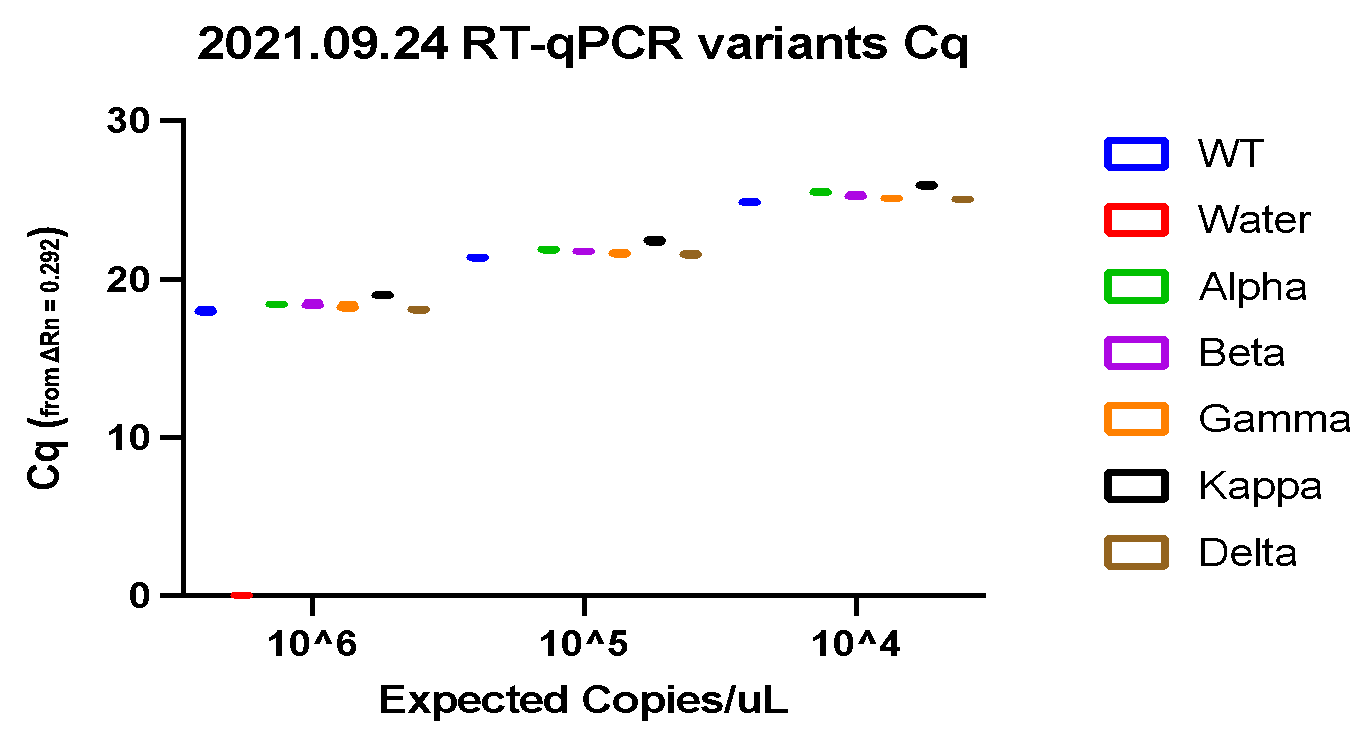 2021.09.24 RT-qPCR variants Cq
30
20
10
0
Cq (from ΔRn = 0.292)
10^6
10^5
10^4
Expected Copies/uL
WT
Water
Alpha
Beta
Gamma
Kappa
Delta